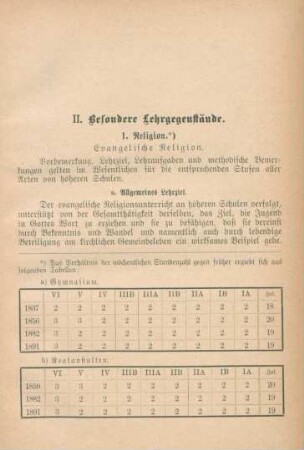 II. Besondere Lehrgegenstände.
1. Religion.*)
Evangelische Religion.
Vorbemerkung. Lehrziel, Lehraufgaben und methodische Bemer-
kungen gelten im Wesentlichen für die entsprechenden Stufen aller
Arten von höheren Schulen.
a. Allgemeines Lehrziel.
Der evangelische Religionsunterricht an höheren Schulen verfolgt,
unterstützt von der Gesamtthätigkeit derselben, das Ziel, die Jugend
in Gottes Wort zu erziehen und sie zu befähigen, daß sie dereinst
durch Bekenntnis und Wandel und namentlich auch durch lebendige
Beteiligung am kirchlichen Gemeindeleben ein wirksames Beispiel gebe.
*) Das Verhältnis der wöchentlichen Stundenzahl gegen früher ergiebt sich aus
folgenden Tabellen:
a) Gymnasium.
VI V IV IIIB IIIA IIB IIA IB IA
1837 2 2 2 2 2 2 2 2 2 18
1856 3 3 2 2 2 2 2 2 2 20
1882 3 2 2 2 2 2 2 2 2 19
1891 3 2 2 2 2 2 2 2 2 19
b) Realanstalten.
VI V IV IIIB IIIA IIB IIA IB IA
1859 3 3 2 2 2 2 2 2 2 20
1882 3 2 2 2 2 2 2 2 2 19
1891 3 2 2 2 2 2 2 2 2 19